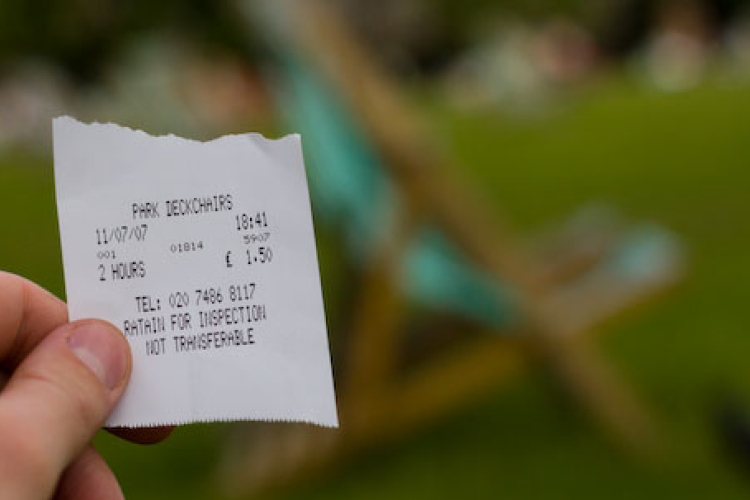 PARK DECKCHAIRS
11/07/07 18:41
001 01814 5907
2 HOURS £ 1.50
TEL: 020 7486 8117
RATAIN FOR INSPECTION
NOT TRANSFERABLE